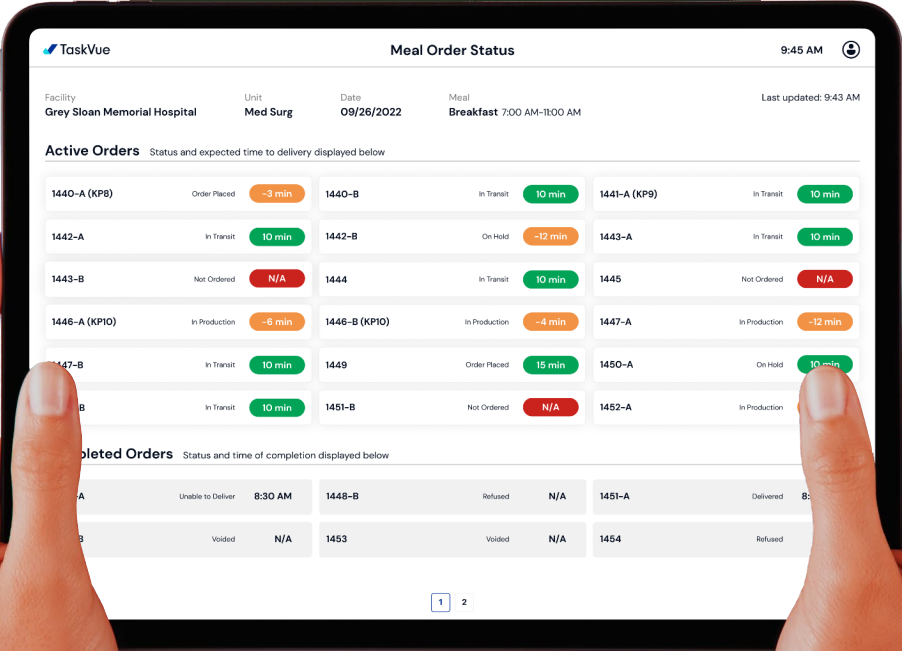 TaskVue
Meal Order Status
9:45 AM
Facility
Unit
Date
Meal
Last updated: 9:43 AM
Grey Sloan Memorial Hospital
Med Surg
09/26/2022
Breakfast 7:00 AM-11:00 AM
Active Orders Status and expected time to delivery displayed below
1440-A (KP8) Order Placed -3 min
1440-B In Transit 10 min
1441-A (KP9) In Transit 10 min
1442-A In Transit 10 min
1442-B On Hold -12 min
1443-A In Transit 10 min
1443-B Not Ordered N/A
1444 In Transit 10 min
1445 Not Ordered N/A
1446-A (KP10) In Production -6 min
1446-B (KP10) In Production -4 min
1447-A In Production -12 min
47-B In Transit 10 min
1449 Order Placed 15 min
1450-A On Hold 10 min
B In Transit 10 min
1451-B Not Ordered N/A
1452-A In Production
pleted Orders Status and time of completion displayed below
-A Unable to Deliver 8:30 AM
1448-B Refused N/A
1451-A Delivered 8:
B Voided N/A
1453 Voided N/A
1454 Refused
1 2